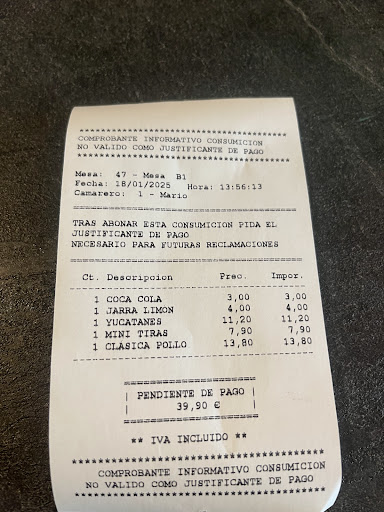 ************************************
COMPROBANTE INFORMATIVO CONSUMICION
NO VALIDO COMO JUSTIFICANTE DE PAGO
************************************
Mesa: 47 - Mesa B1
Fecha: 18/01/2025 Hora: 13:56:13
Camarero: 1 - Mario
====================================
TRAS ABONAR ESTA CONSUMICION PIDA EL
JUSTIFICANTE DE PAGO
NECESARIO PARA FUTURAS RECLAMACIONES
====================================
Ct. Descripcion Prec. Impor.
------------------------------------
1 COCA COLA 3,00 3,00
1 JARRA LIMON 4,00 4,00
1 YUCATANES 11,20 11,20
1 MINI TIRAS 7,90 7,90
1 CLASICA POLLO 13,80 13,80
------------------------------------
====================
| PENDIENTE DE PAGO |
| 39,90 € |
====================
** IVA INCLUIDO **
************************************
COMPROBANTE INFORMATIVO CONSUMICION
NO VALIDO COMO JUSTIFICANTE DE PAGO
************************************